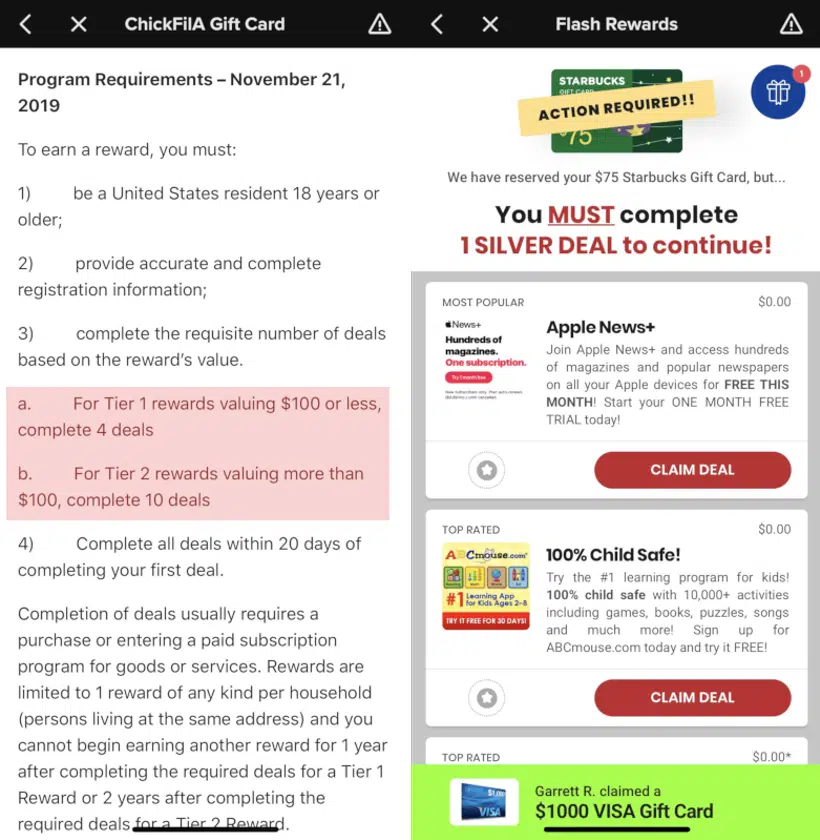 ChickFilA Gift Card
Program Requirements – November 21,
2019
To earn a reward, you must:
1) be a United States resident 18 years or
older;
2) provide accurate and complete
registration information;
3) complete the requisite number of deals
based on the reward's value.
a. For Tier 1 rewards valuing $100 or less,
complete 4 deals
b. For Tier 2 rewards valuing more than
$100, complete 10 deals
4) Complete all deals within 20 days of
completing your first deal.
Completion of deals usually requires a
purchase or entering a paid subscription
program for goods or services. Rewards are
limited to 1 reward of any kind per household
(persons living at the same address) and you
cannot begin earning another reward for 1 year
after completing the required deals for a Tier 1
Reward or 2 years after completing the
required deals for a Tier 2 Reward.
Flash Rewards
STARBUCKS
GIFT CARD
ACTION REQUIRED!!
$75
1
We have reserved your $75 Starbucks Gift Card, but...
You MUST complete
1 SILVER DEAL to continue!
MOST POPULAR
$0.00
News+
Hundreds of
magazines.
One subscription.
Try 1 month free
Apple News+
Join Apple News+ and access hundreds
of magazines and popular newspapers
on all your Apple devices for FREE THIS
MONTH! Start your ONE MONTH FREE
TRIAL today!
CLAIM DEAL
TOP RATED
$0.00
ABCmouse.com
#1 Learning App
for Kids Ages 2-8
TRY IT FREE FOR 30 DAYS!
100% Child Safe!
Try the #1 learning program for kids!
100% child safe with 10,000+ activities
including games, books, puzzles, songs
and much more! Sign up for
ABCmouse.com today and try it FREE!
CLAIM DEAL
TOP RATED
$0.00*
VISA
Garrett R. claimed a
$1000 VISA Gift Card